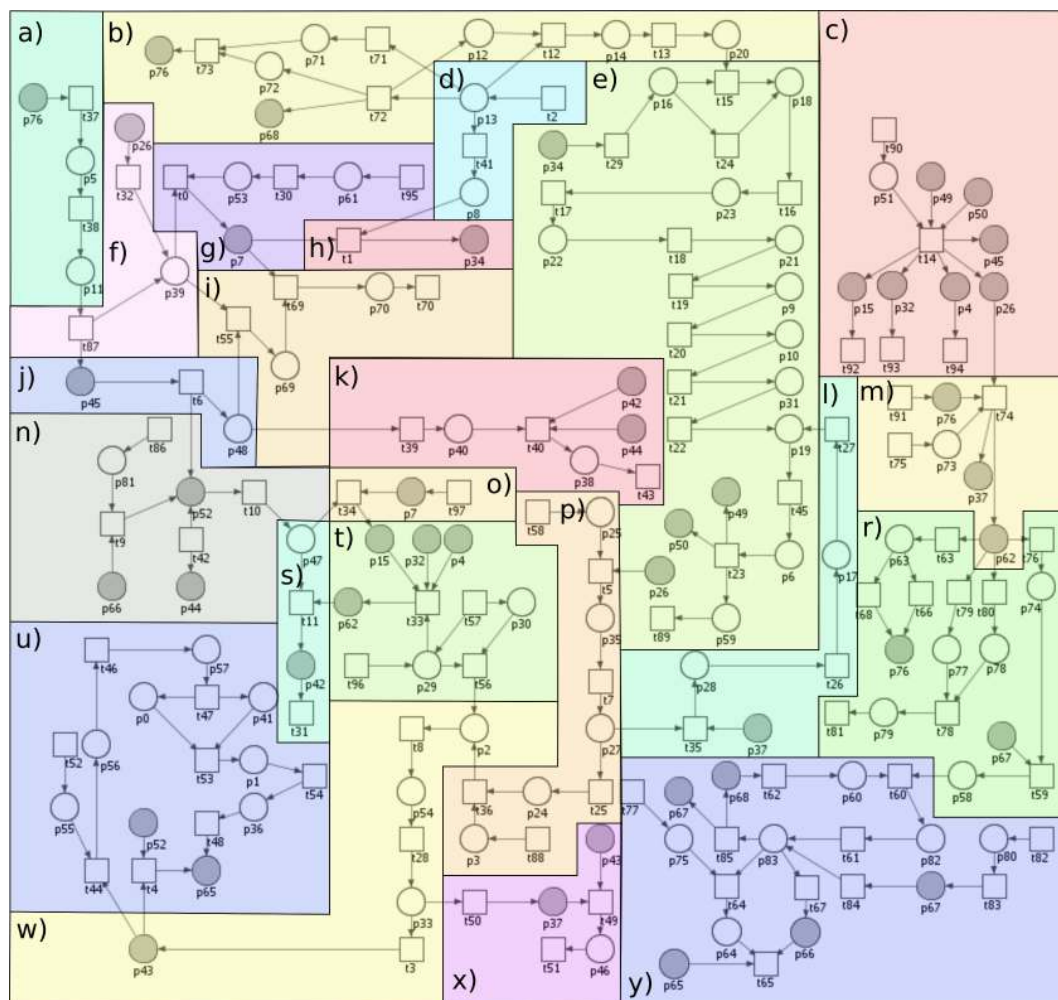 a)
p76
t37
p5
t38
p11
b)
p76
t73
p71
t71
p72
p68
t72
p12
t12
p14
t13
p20
c)
t90
p51
p49
p50
t14
p45
p15
p32
p4
p26
t92
t93
t94
d)
p13
t2
t41
p8
e)
p16
t15
p18
p34
t29
t24
t17
p23
t16
p22
t18
p21
t19
p9
t20
p10
t21
p31
t22
p19
t45
p49
p50
t23
p6
t89
p59
f)
p26
t32
p39
t87
g)
t0
p53
t30
p61
t95
p7
h)
t1
p34
i)
t69
p70
t70
t55
p69
j)
p45
t6
p48
k)
p42
t39
p40
t40
p44
p38
t43
l)
t27
p17
t26
p28
t35
p37
m)
t91
p76
t74
t75
p73
p37
p62
n)
t86
p81
p52
t10
t9
t42
p66
p44
o)
t34
p7
t97
p)
t58
p25
t5
p26
p35
t7
p27
t36
p24
t25
p3
t88
r)
p63
t63
t76
t68
t66
t79
t80
p74
p76
p77
p78
t81
p79
t78
p67
p58
t59
s)
p47
t11
p42
t31
t)
p15
p32
p4
p62
t33
t57
p30
t96
p29
t56
u)
t46
p57
p0
t47
p41
t52
p56
t53
p1
t54
p55
p52
t48
p36
t44
t4
p65
w)
t8
p2
p54
t28
p33
p43
t3
x)
p43
t50
p37
t49
t51
p46
y)
t77
p67
p68
t62
p60
t60
p75
t85
p83
t61
p82
p80
t82
t64
t67
t84
p67
t83
p64
p66
p65
t65